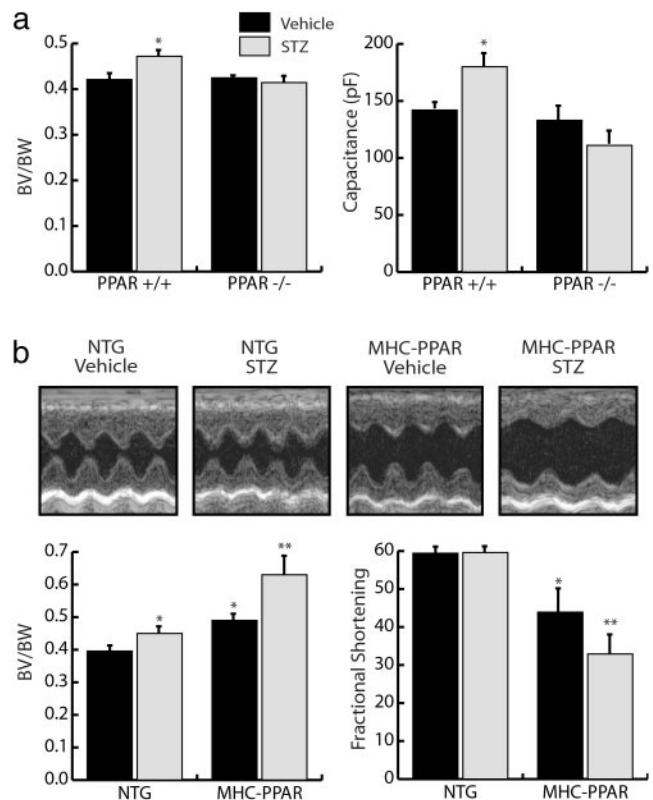 a
Vehicle
STZ
BV/BW
0.5
0.4
0.3
0.2
0.1
0.0
*
PPAR +/+
PPAR -/-
Capacitance (pF)
200
150
100
50
0
*
PPAR +/+
PPAR -/-
b
NTG
Vehicle
NTG
STZ
MHC-PPAR
Vehicle
MHC-PPAR
STZ
BV/BW
0.7
0.6
0.5
0.4
0.3
0.2
0.1
0.0
*
*
**
NTG
MHC-PPAR
Fractional Shortening
60
50
40
30
20
10
0
*
**
NTG
MHC-PPAR